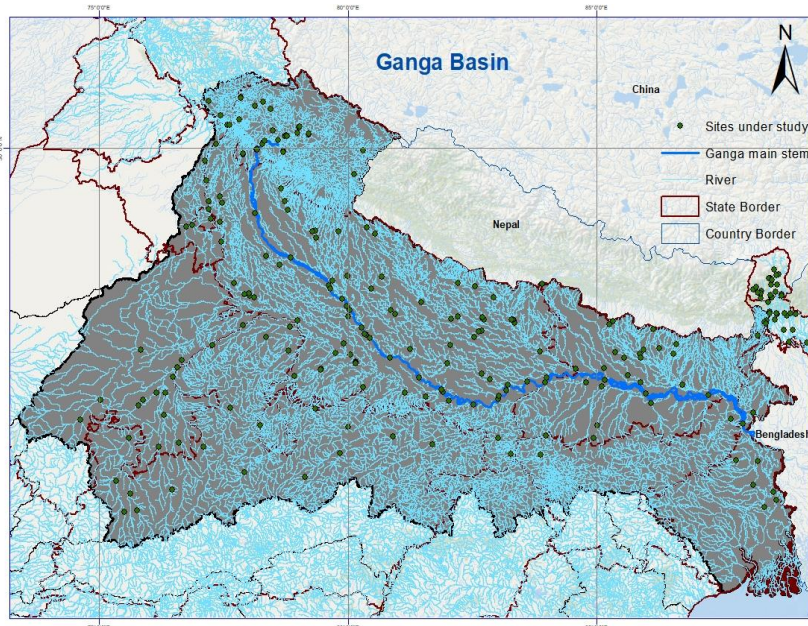 75°0'0"E
80°0'0"E
85°0'0"E
Ganga Basin
N
China
Sites under study
Ganga main stem
River
State Border
Country Border
Nepal
Bengladesh